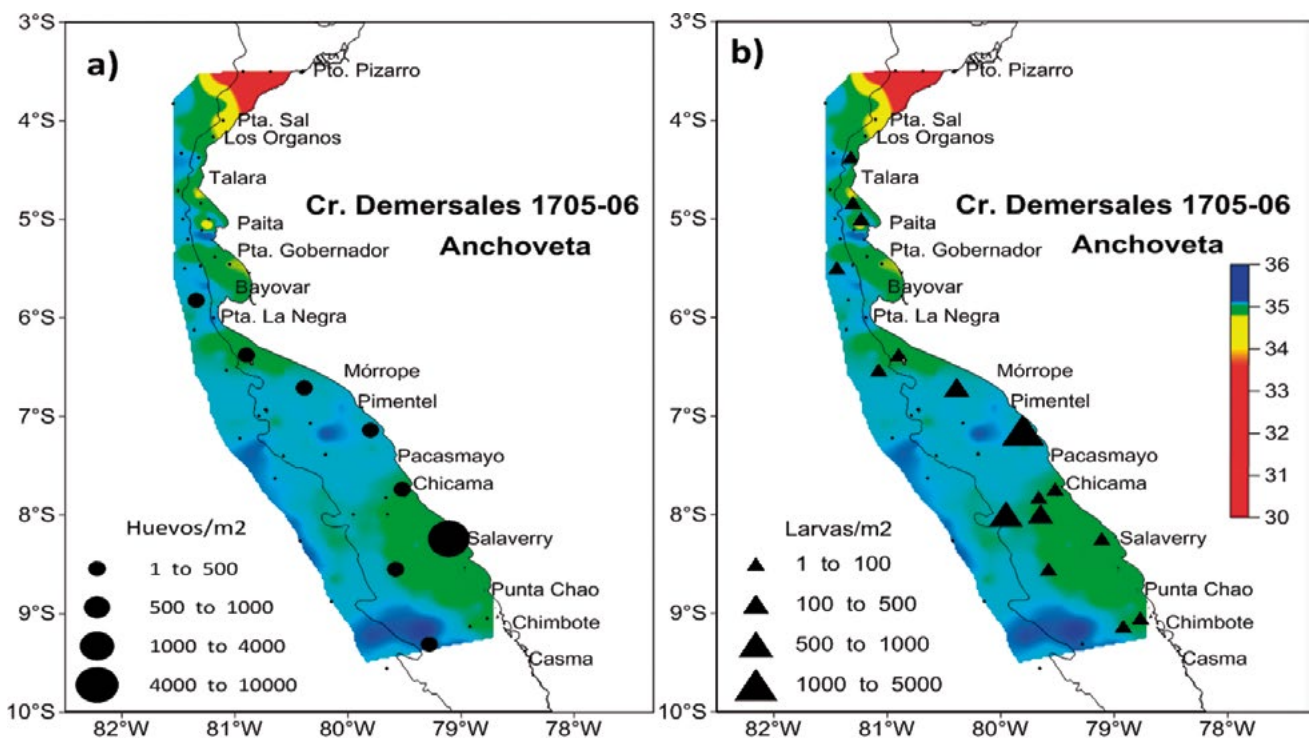 a)
3°S
4°S
5°S
6°S
7°S
8°S
9°S
10°S
Pto. Pizarro
Pta. Sal
Los Organos
Talara
Paita
Pta. Gobernador
Bayovar
Pta. La Negra
Mórrope
Pimentel
Pacasmayo
Chicama
Salaverry
Punta Chao
Chimbote
Casma
Cr. Demersales 1705-06
Anchoveta
Huevos/m2
1 to 500
500 to 1000
1000 to 4000
4000 to 10000
82°W
81°W
80°W
79°W
78°W
b)
3°S
4°S
5°S
6°S
7°S
8°S
9°S
10°S
Pto. Pizarro
Pta. Sal
Los Organos
Talara
Paita
Pta. Gobernador
Bayovar
Pta. La Negra
Mórrope
Pimentel
Pacasmayo
Chicama
Salaverry
Punta Chao
Chimbote
Casma
Cr. Demersales 1705-06
Anchoveta
36
35
34
33
32
31
30
Larvas/m2
1 to 100
100 to 500
500 to 1000
1000 to 5000
82°W
81°W
80°W
79°W
78°W